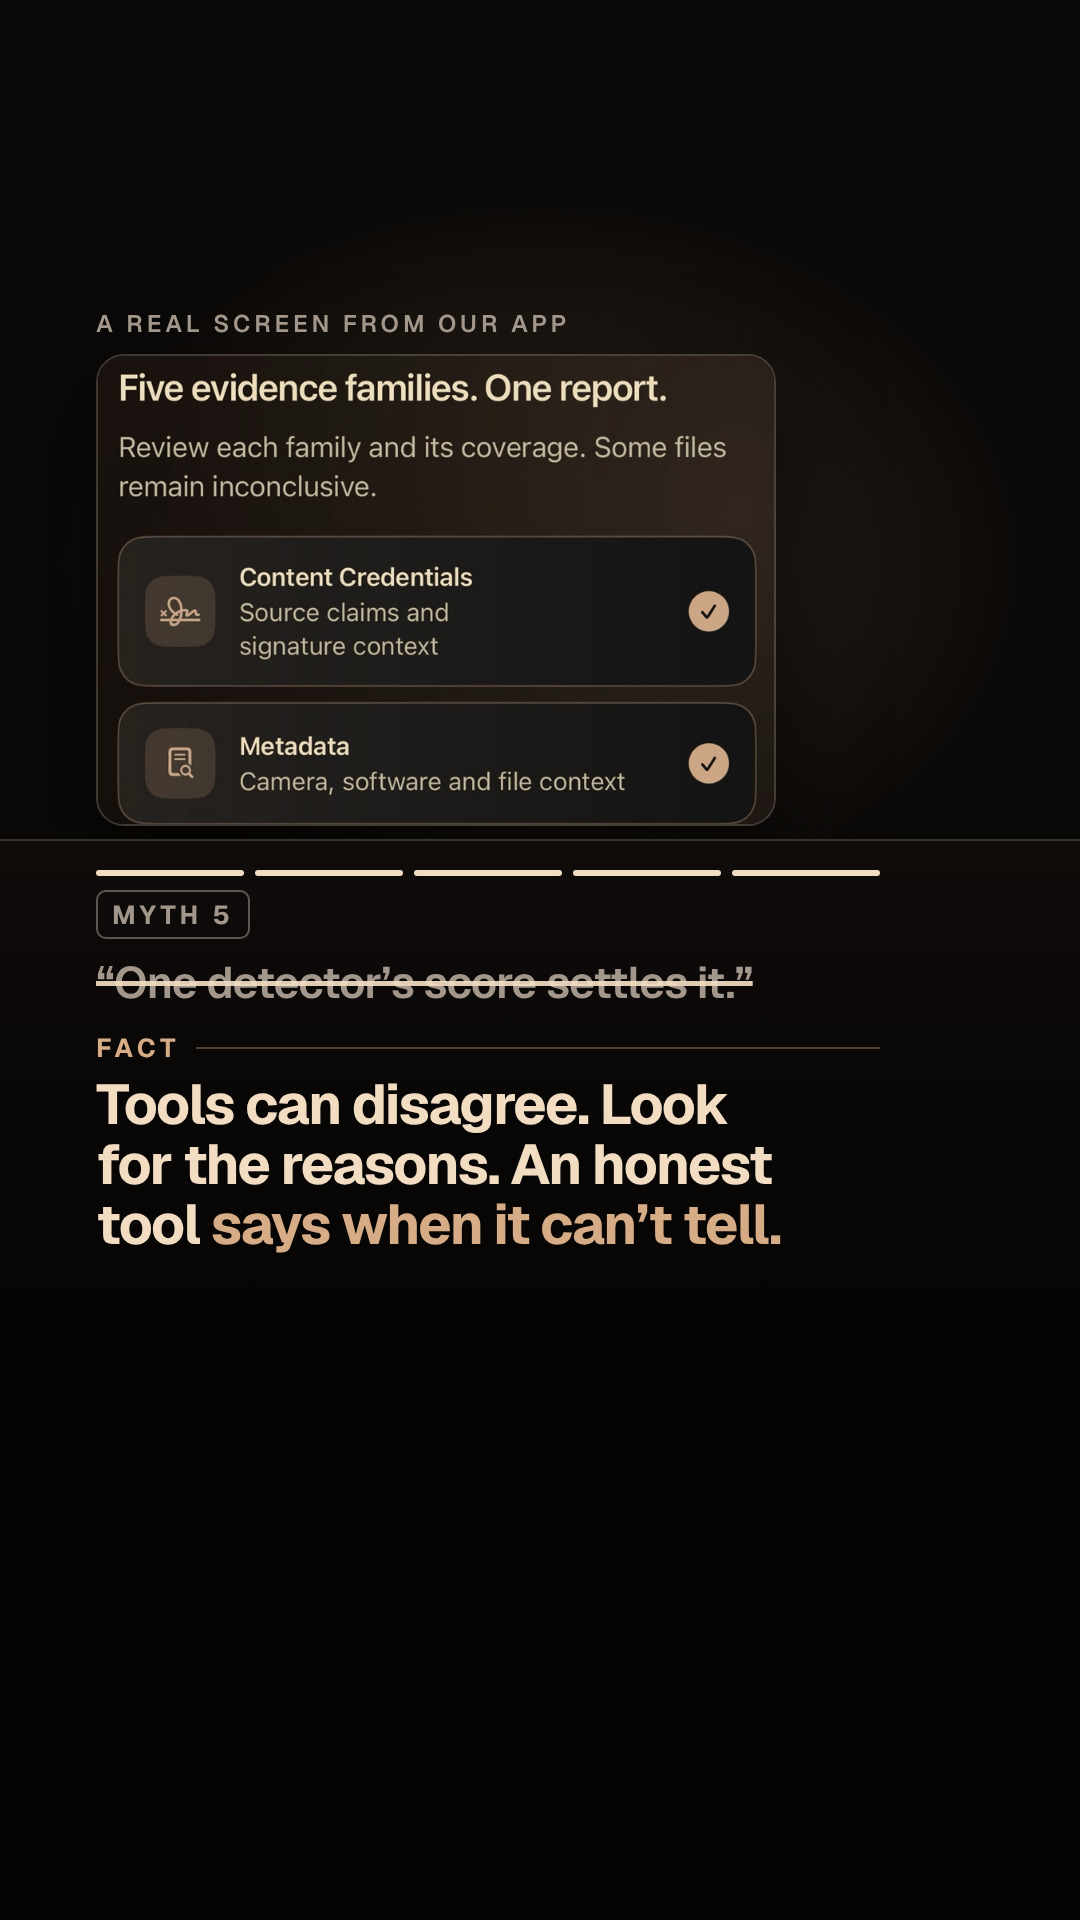 A REAL SCREEN FROM OUR APP
Five evidence families. One report.
Review each family and its coverage. Some files
remain inconclusive.
Content Credentials
Source claims and
signature context
Metadata
Camera, software and file context
MYTH 5
“One detector’s score settles it.”
FACT
Tools can disagree. Look
for the reasons. An honest
tool says when it can’t tell.